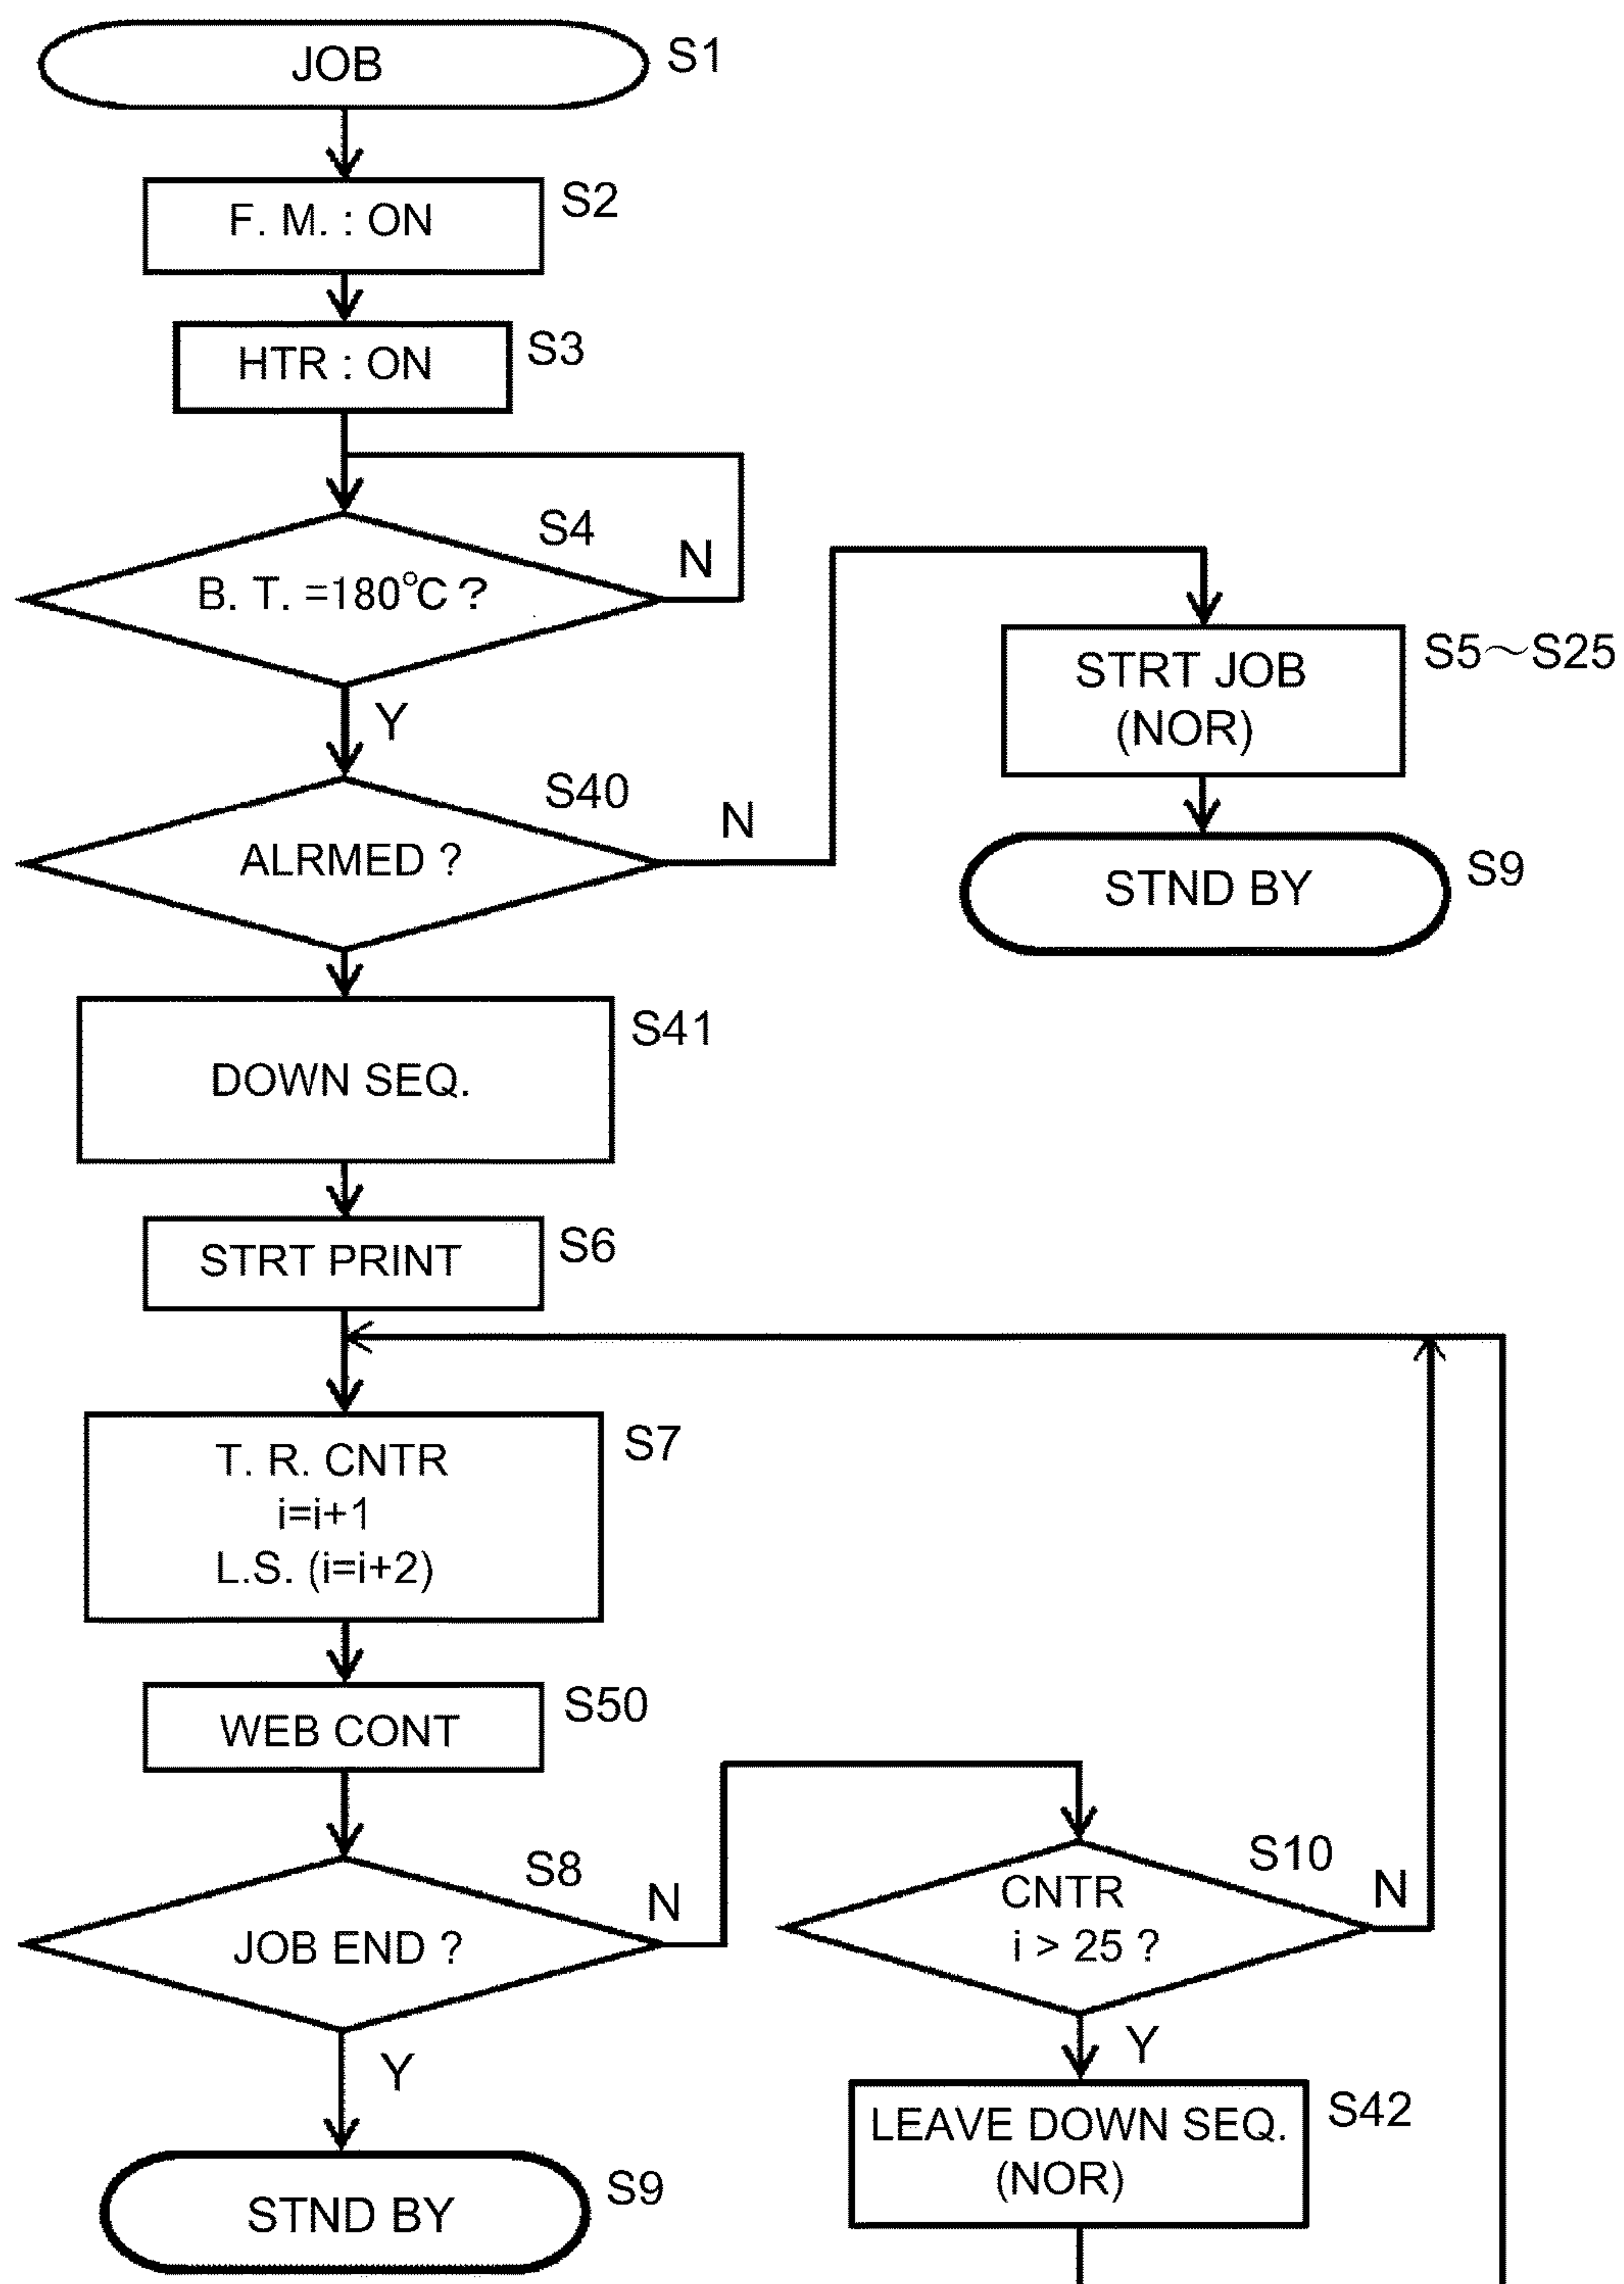 JOB
S1
F. M. : ON
S2
HTR : ON
S3
S4
B. T. =180°C ?
N
Y
STRT JOB
(NOR)
S5~S25
STND BY
S9
S40
ALRMED ?
N
DOWN SEQ.
S41
STRT PRINT
S6
T. R. CNTR
i=i+1
L.S. (i=i+2)
S7
WEB CONT
S50
S8
JOB END ?
N
Y
S10
CNTR
i > 25 ?
N
Y
LEAVE DOWN SEQ.
(NOR)
S42
STND BY
S9